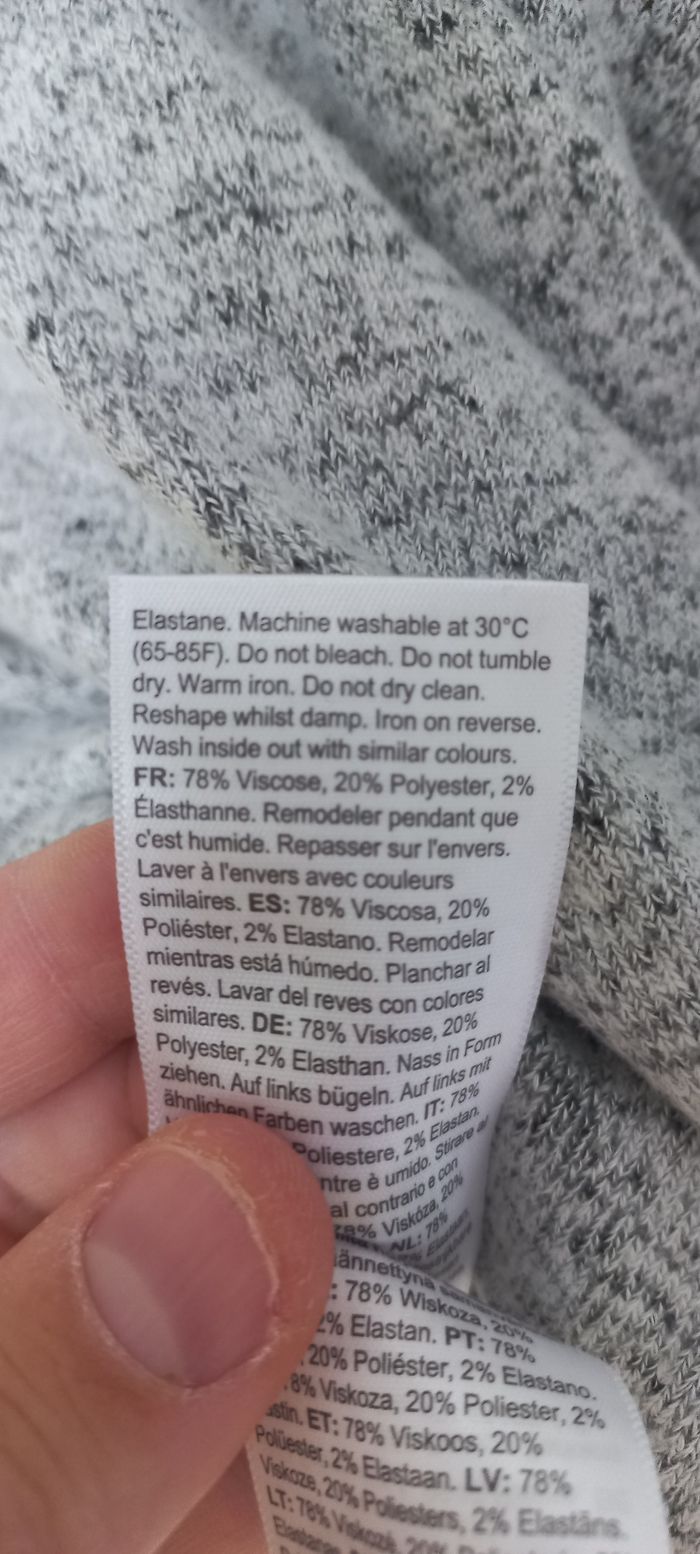 Elastane. Machine washable at 30°C
(65-85F). Do not bleach. Do not tumble
dry. Warm iron. Do not dry clean.
Reshape whilst damp. Iron on reverse.
Wash inside out with similar colours.
FR: 78% Viscose, 20% Polyester, 2%
Élasthanne. Remodeler pendant que
c'est humide. Repasser sur l'envers.
Laver à l'envers avec couleurs
similaires. ES: 78% Viscosa, 20%
Poliéster, 2% Elastano. Remodelar
mientras está húmedo. Planchar al
revés. Lavar del reves con colores
similares. DE: 78% Viskose, 20%
Polyester, 2% Elasthan. Nass in Form
ziehen. Auf links bügeln. Auf links mit
ähnlichen Farben waschen. IT: 78%
Poliestere, 2% Elastan.
è umido. Stirare al
al contrario e con
78% Viskóza, 20%
NL: 78%
78% Wiskoza, 20%
2% Elastan. PT: 78%
20% Poliéster, 2% Elastano.
Viskoza, 20% Poliester, 2%
ET: 78% Viskoos, 20%
Polüester, 2% Elastaan. LV: 78%
Viskoze, 20% Poliesters, 2% Elastāns.
LT: 78% Viskozė, 20%